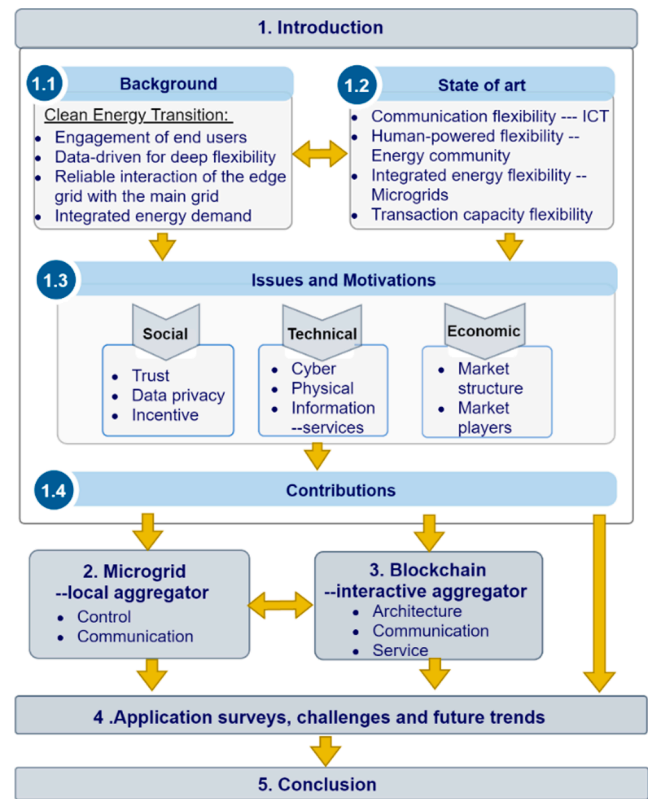 1. Introduction
1.1
Background
Clean Energy Transition:
• Engagement of end users
• Data-driven for deep flexibility
• Reliable interaction of the edge
grid with the main grid
• Integrated energy demand
1.2
State of art
• Communication flexibility --- ICT
• Human-powered flexibility --
Energy community
• Integrated energy flexibility --
Microgrids
• Transaction capacity flexibility
1.3
Issues and Motivations
Social
• Trust
• Data privacy
• Incentive
Technical
• Cyber
• Physical
• Information
--services
Economic
• Market
structure
• Market
players
1.4
Contributions
2. Microgrid
--local aggregator
• Control
• Communication
3. Blockchain
--interactive aggregator
• Architecture
• Communication
• Service
4 .Application surveys, challenges and future trends
5. Conclusion